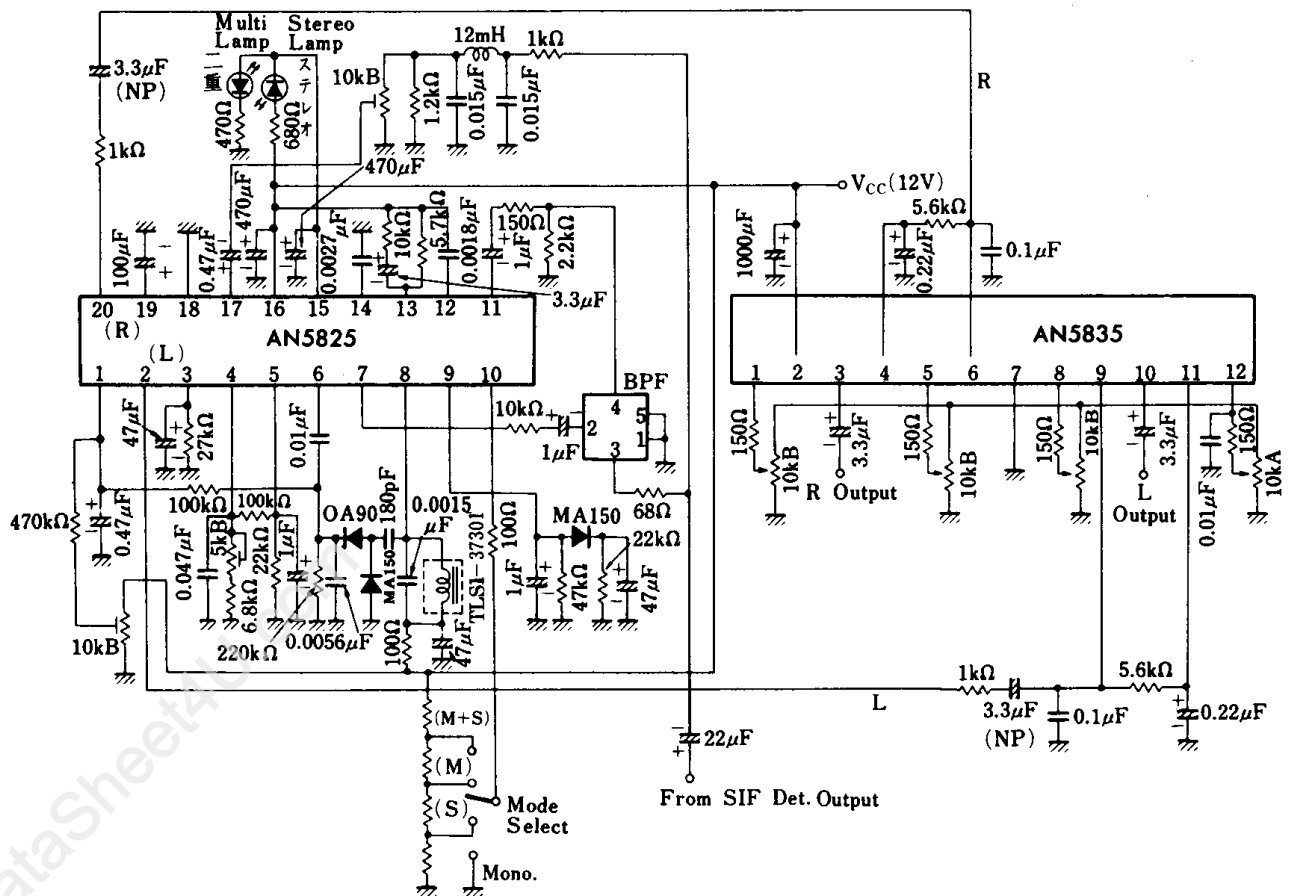 Multi Stereo
Lamp Lamp
二重
ステレオ
470Ω
680Ω
3.3μF
(NP)
1kΩ
12mH
1kΩ
10kB
1.2kΩ
0.015μF
0.015μF
R
470μF
VCC(12V)
100μF
0.47μF
470μF
0.0027μF
10kΩ
5.7kΩ
0.0018μF
1μF
150Ω
2.2kΩ
3.3μF
1000μF
5.6kΩ
0.22μF
0.1μF
20 19 18 17 16 15 14 13 12 11
(R)
(L)
AN5825
1 2 3 4 5 6 7 8 9 10
AN5835
1 2 3 4 5 6 7 8 9 10 11 12
BPF
4
2
5
1
3
10kΩ
1μF
68Ω
47μF
27kΩ
0.01μF
470kΩ
0.47μF
100kΩ
100kΩ
0.047μF
5kB
6.8kΩ
22kΩ
1μF
OA90
MA150
180pF
0.0015μF
TLS1-37301
100Ω
47μF
100Ω
MA150
22kΩ
1μF
47kΩ
47μF
220kΩ
0.0056μF
10kB
150Ω
10kB
3.3μF
R Output
150Ω
10kB
150Ω
10kB
3.3μF
L
Output
0.01μF
150Ω
10kA
L
1kΩ
3.3μF
(NP)
0.1μF
5.6kΩ
0.22μF
22μF
From SIF Det. Output
(M+S)
(M)
(S)
Mode
Select
Mono.
DataSheet4U.com